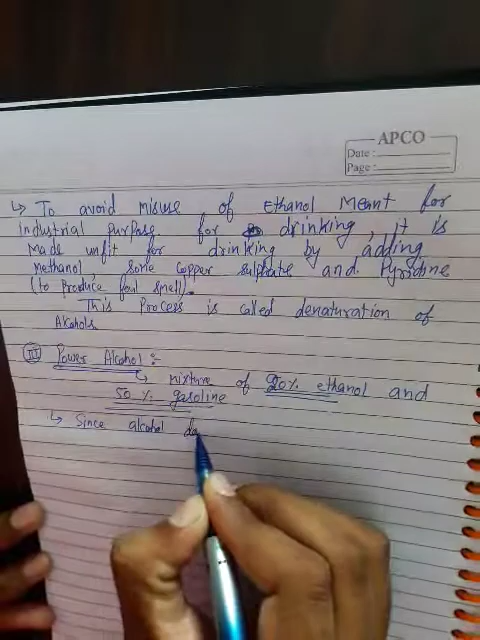 APCO
Date :
Page :
↳ To avoid misuse of Ethanol Meant for
Industrial Purpose for drinking, it is
Made unfit for drinking by adding
Methanol, some copper sulphate and Pyridine
(to Produce foul smell).
This Process is called denaturation of
Alcohols.
III Power Alcohol :-
↳ mixture of 20% ethanol and
50 % gasoline
↳ Since alcohol do